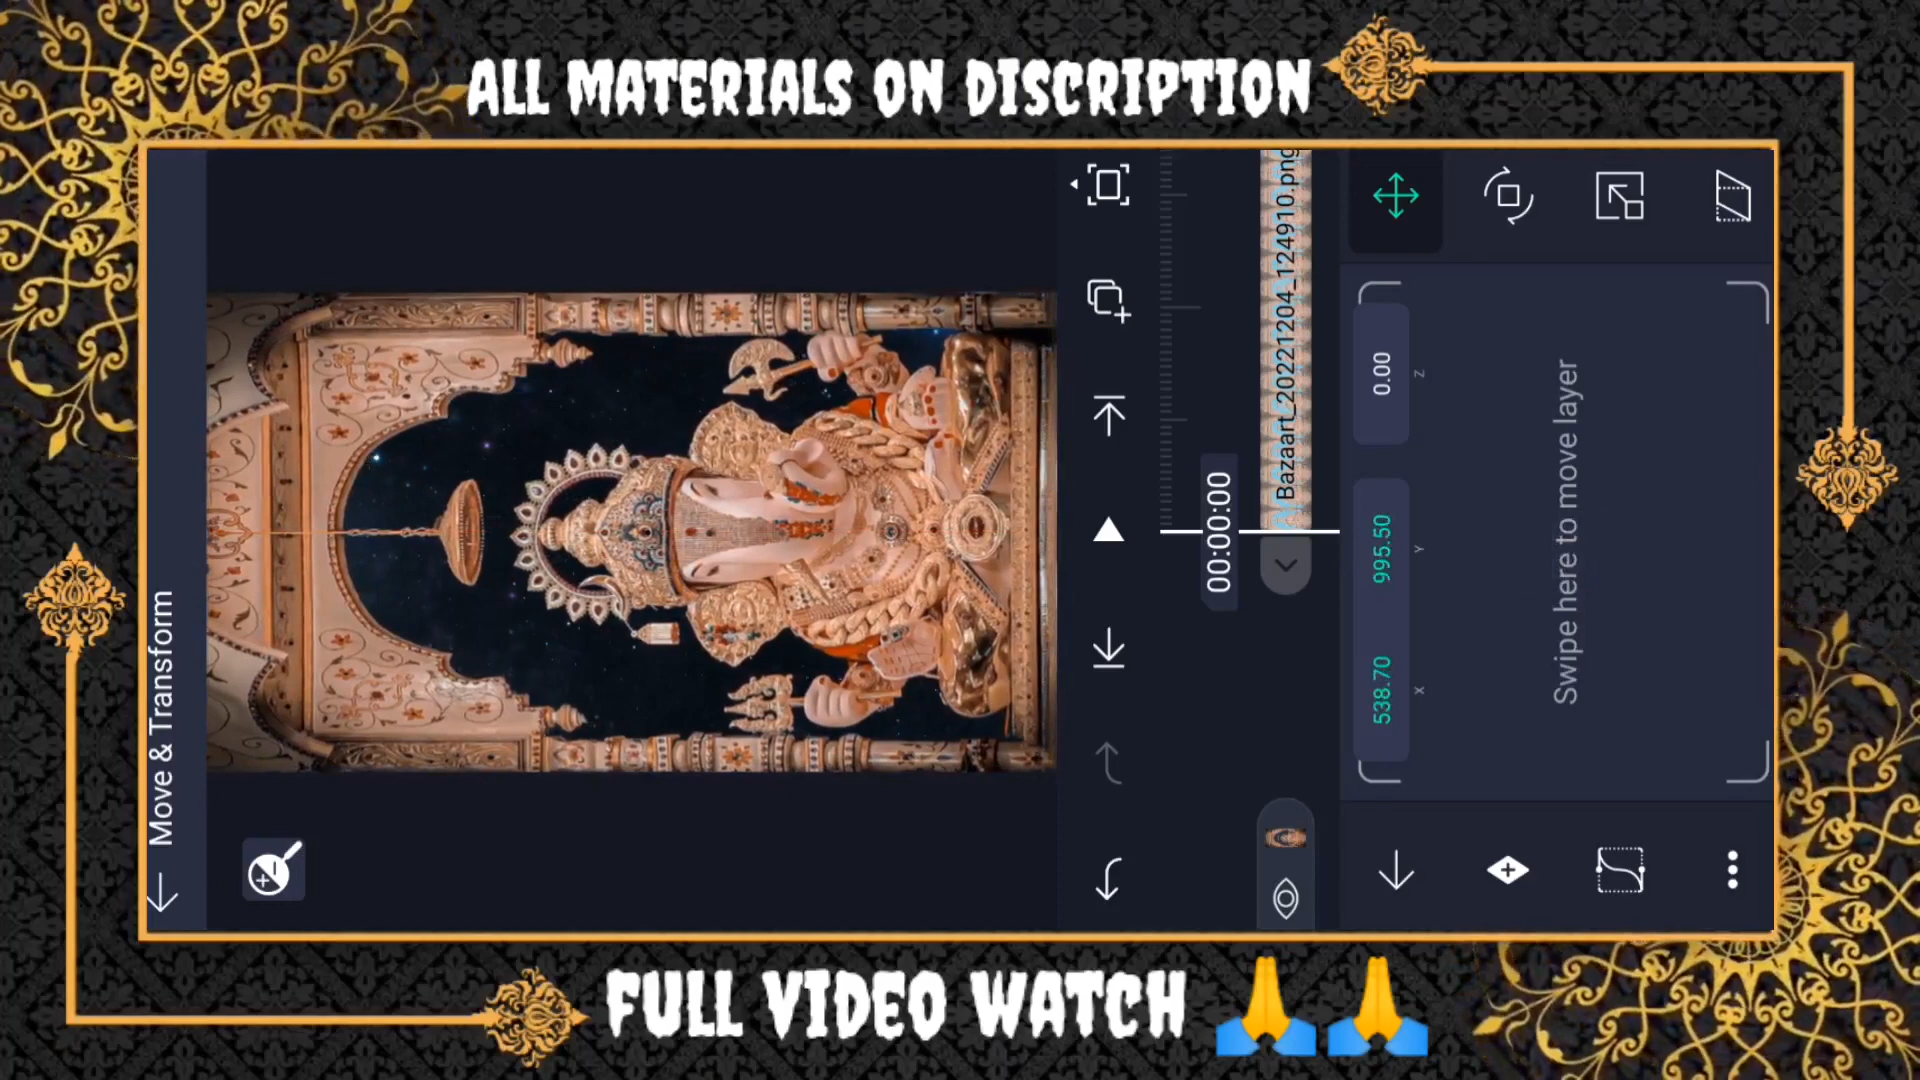 ALL MATERIALS ON DISCRIPTION
Move & Transform
00:00:00
Bazaart_20221204_124910.png
538.70
995.50
0.00
X
Y
Z
Swipe here to move layer
FULL VIDEO WATCH 🙏🙏